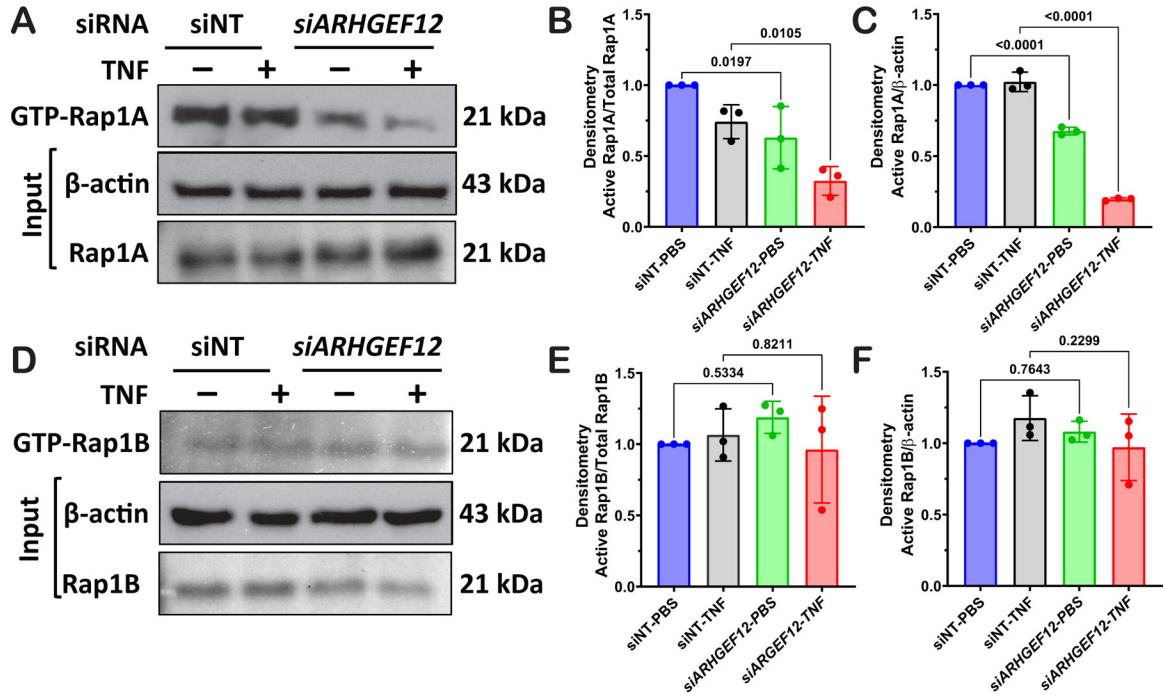 A
siRNA siNT siARHGEF12
TNF − + − +
GTP-Rap1A 21 kDa
Input
β-actin 43 kDa
Rap1A 21 kDa
B
Densitometry
Active Rap1A/Total Rap1A
0.0105
0.0197
1.5
1.0
0.5
0.0
siNT-PBS
siNT-TNF
siARHGEF12-PBS
siARHGEF12-TNF
C
Densitometry
Active Rap1A/β-actin
<0.0001
<0.0001
1.5
1.0
0.5
0.0
siNT-PBS
siNT-TNF
siARHGEF12-PBS
siARHGEF12-TNF
D
siRNA siNT siARHGEF12
TNF − + − +
GTP-Rap1B 21 kDa
Input
β-actin 43 kDa
Rap1B 21 kDa
E
Densitometry
Active Rap1B/Total Rap1B
0.8211
0.5334
1.5
1.0
0.5
0.0
siNT-PBS
siNT-TNF
siARHGEF12-PBS
siARGEF12-TNF
F
Densitometry
Active Rap1B/β-actin
0.2299
0.7643
1.5
1.0
0.5
0.0
siNT-PBS
siNT-TNF
siARHGEF12-PBS
siARHGEF12-TNF